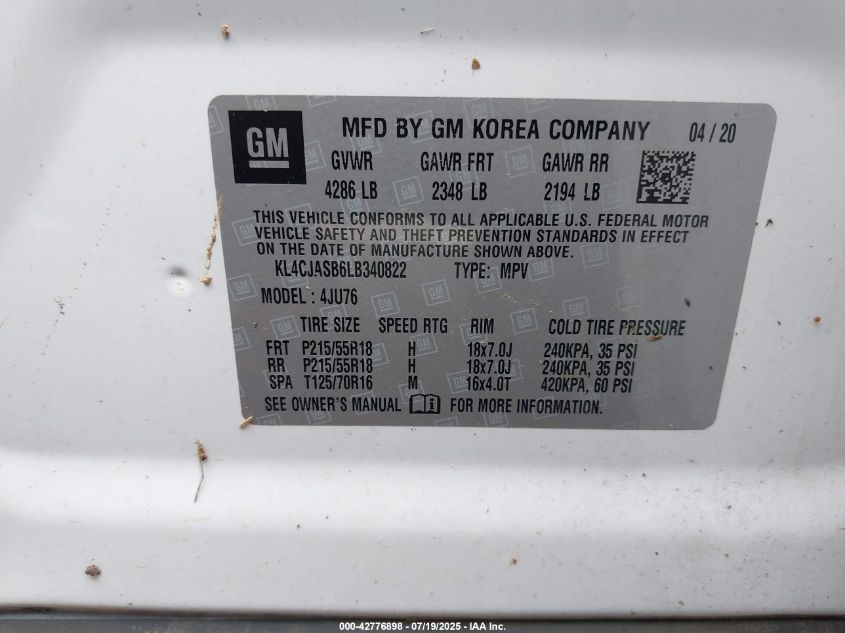 GM MFD BY GM KOREA COMPANY 04 / 20
GVWR GAWR FRT GAWR RR
4286 LB 2348 LB 2194 LB
THIS VEHICLE CONFORMS TO ALL APPLICABLE U.S. FEDERAL MOTOR
VEHICLE SAFETY AND THEFT PREVENTION STANDARDS IN EFFECT
ON THE DATE OF MANUFACTURE SHOWN ABOVE.
KL4CJASB6LB340822 TYPE: MPV
MODEL : 4JU76
TIRE SIZE SPEED RTG RIM COLD TIRE PRESSURE
FRT P215/55R18 H 18x7.0J 240KPA, 35 PSI
RR P215/55R18 H 18x7.0J 240KPA, 35 PSI
SPA T125/70R16 M 16x4.0T 420KPA, 60 PSI
SEE OWNER'S MANUAL FOR MORE INFORMATION.
000-42776898 - 07/19/2025 - IAA Inc.